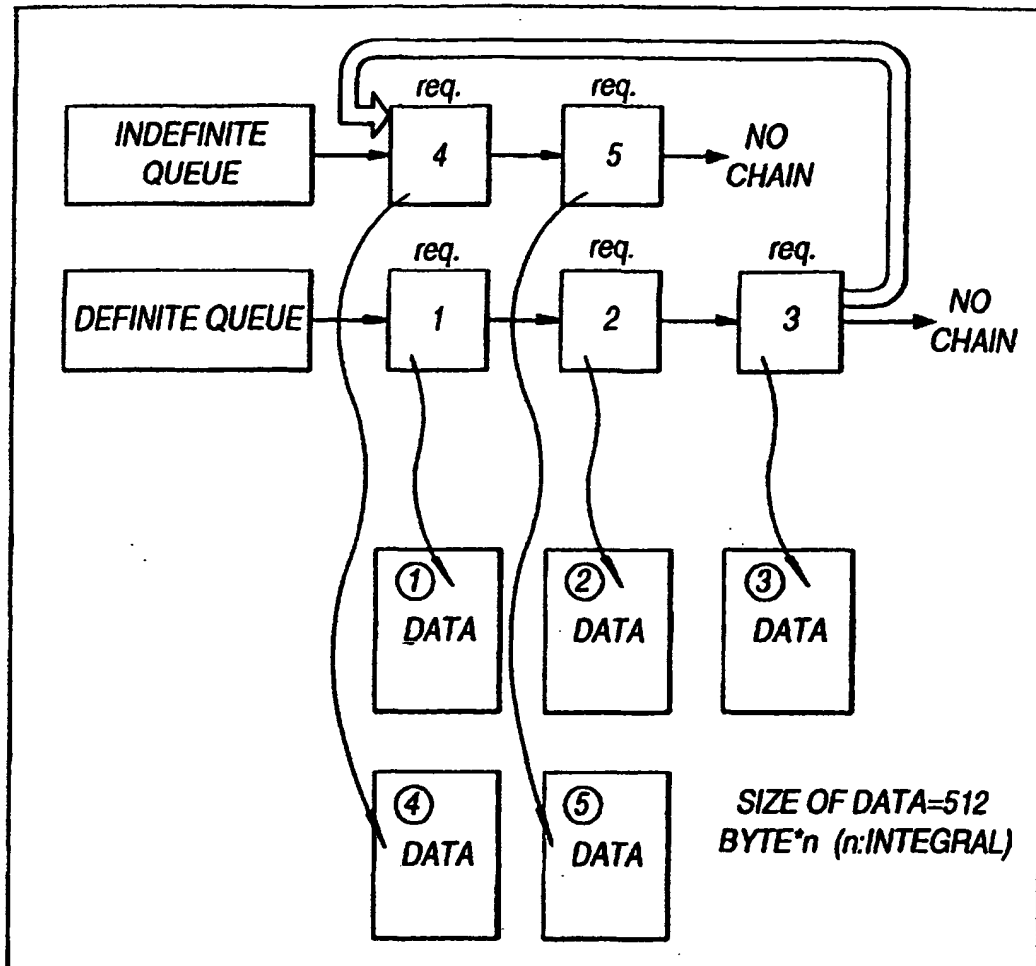 req.
req.
INDEFINITE
QUEUE
4
5
NO
CHAIN
req.
req.
req.
DEFINITE QUEUE
1
2
3
NO
CHAIN
①
DATA
②
DATA
③
DATA
④
DATA
⑤
DATA
SIZE OF DATA=512
BYTE*n (n:INTEGRAL)